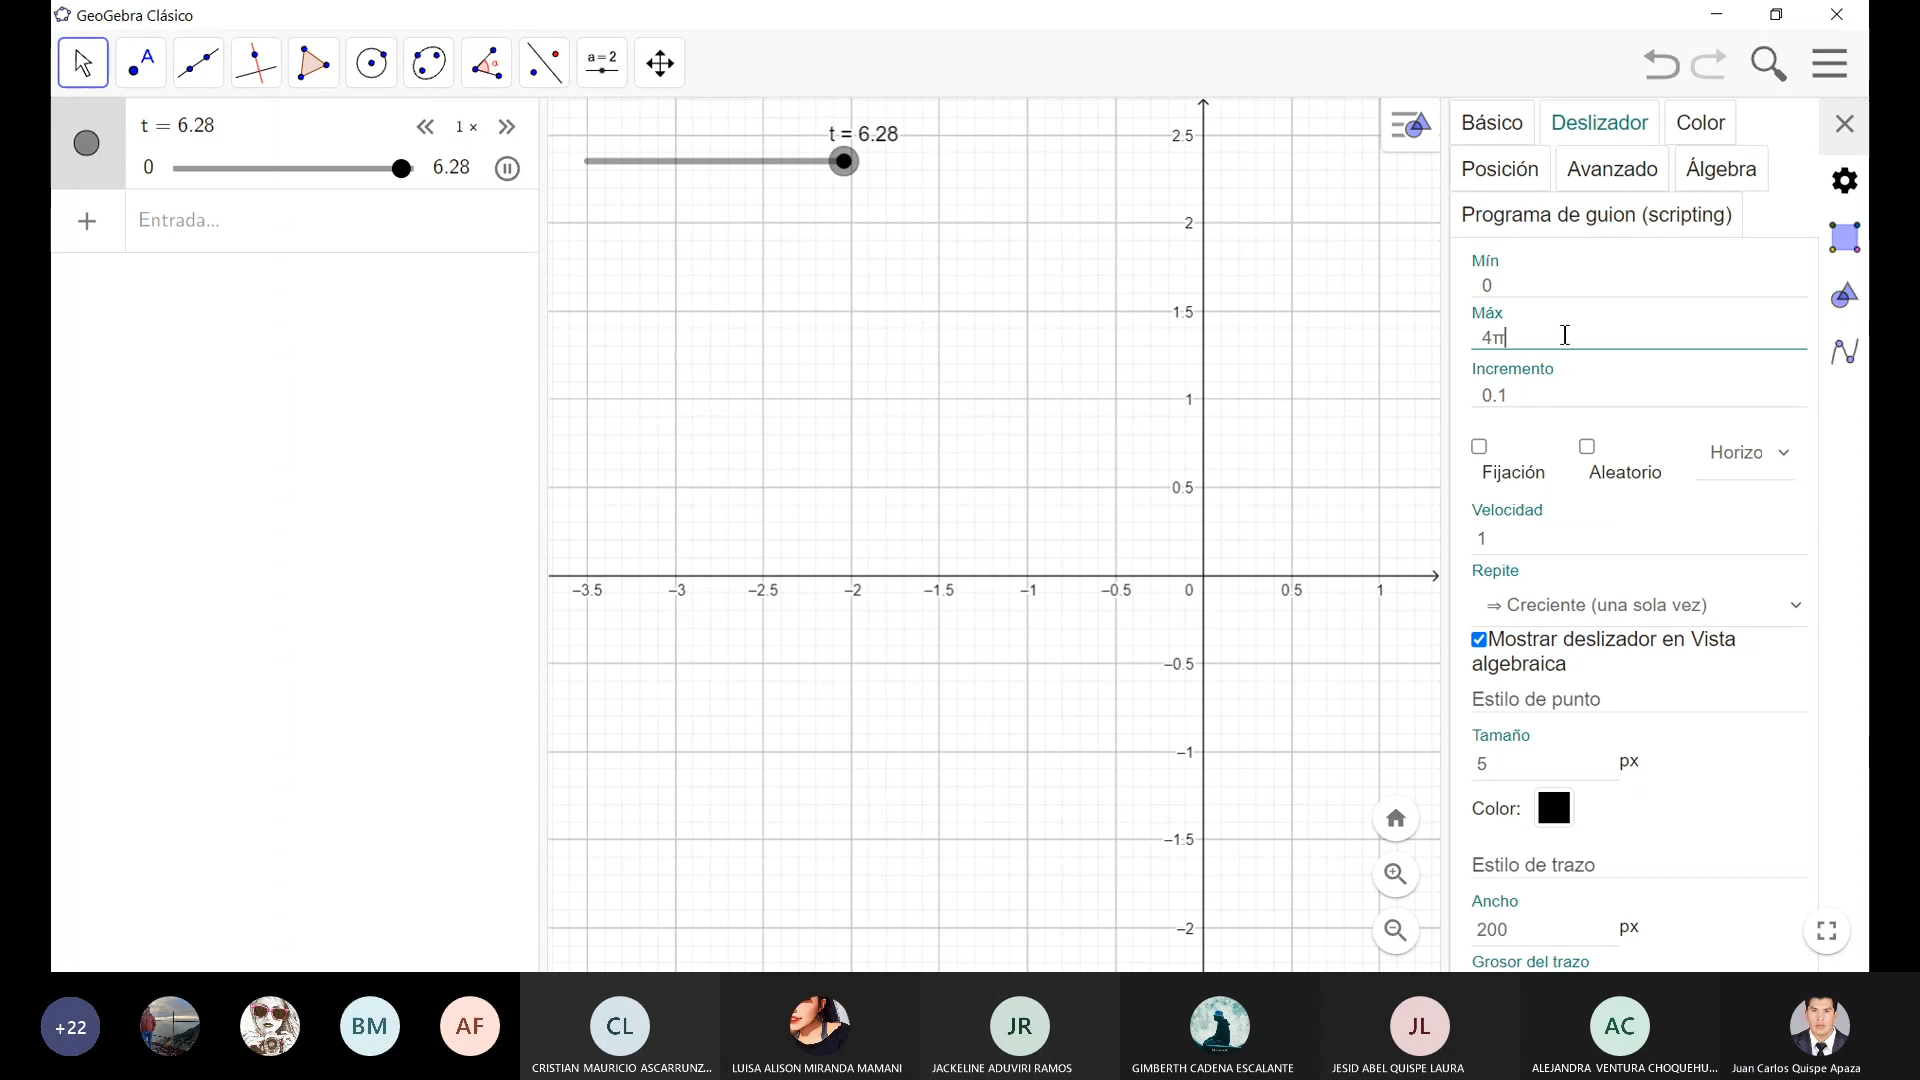 GeoGebra Clásico
A
α
a=2
t = 6.28
1 ×
0
6.28
Entrada...
t = 6.28
2.5
2
1.5
1
0.5
−3.5
−3
−2.5
−2
−1.5
−1
−0.5
0
0.5
1
−0.5
−1
−1.5
−2
Básico
Deslizador
Color
Posición
Avanzado
Álgebra
Programa de guion (scripting)
Mín
0
Máx
4π
Incremento
0.1
Fijación
Aleatorio
Horizo
Velocidad
1
Repite
⇒ Creciente (una sola vez)
Mostrar deslizador en Vista
algebraica
Estilo de punto
Tamaño
5
px
Color:
Estilo de trazo
Ancho
200
px
Grosor del trazo
+22
BM
AF
CL
CRISTIAN MAURICIO ASCARRUNZ...
LUISA ALISON MIRANDA MAMANI
JR
JACKELINE ADUVIRI RAMOS
GIMBERTH CADENA ESCALANTE
JL
JESID ABEL QUISPE LAURA
AC
ALEJANDRA VENTURA CHOQUEHU...
Juan Carlos Quispe Apaza